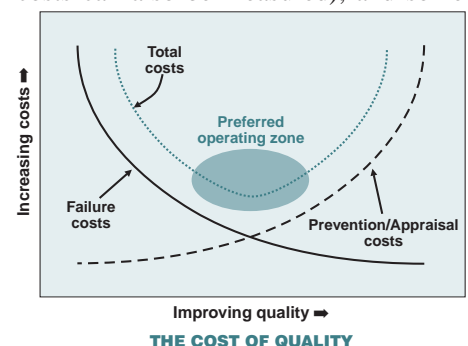 Total
costs
Preferred
operating zone
Increasing costs ➡
Failure
costs
Prevention/Appraisal
costs
Improving quality ➡
THE COST OF QUALITY